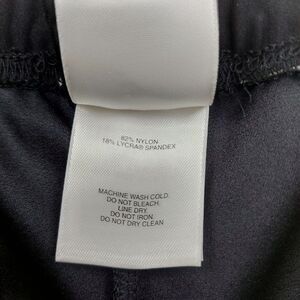 82% NYLON
18% LYCRA® SPANDEX
MACHINE WASH COLD.
DO NOT BLEACH.
LINE DRY.
DO NOT IRON.
DO NOT DRY CLEAN